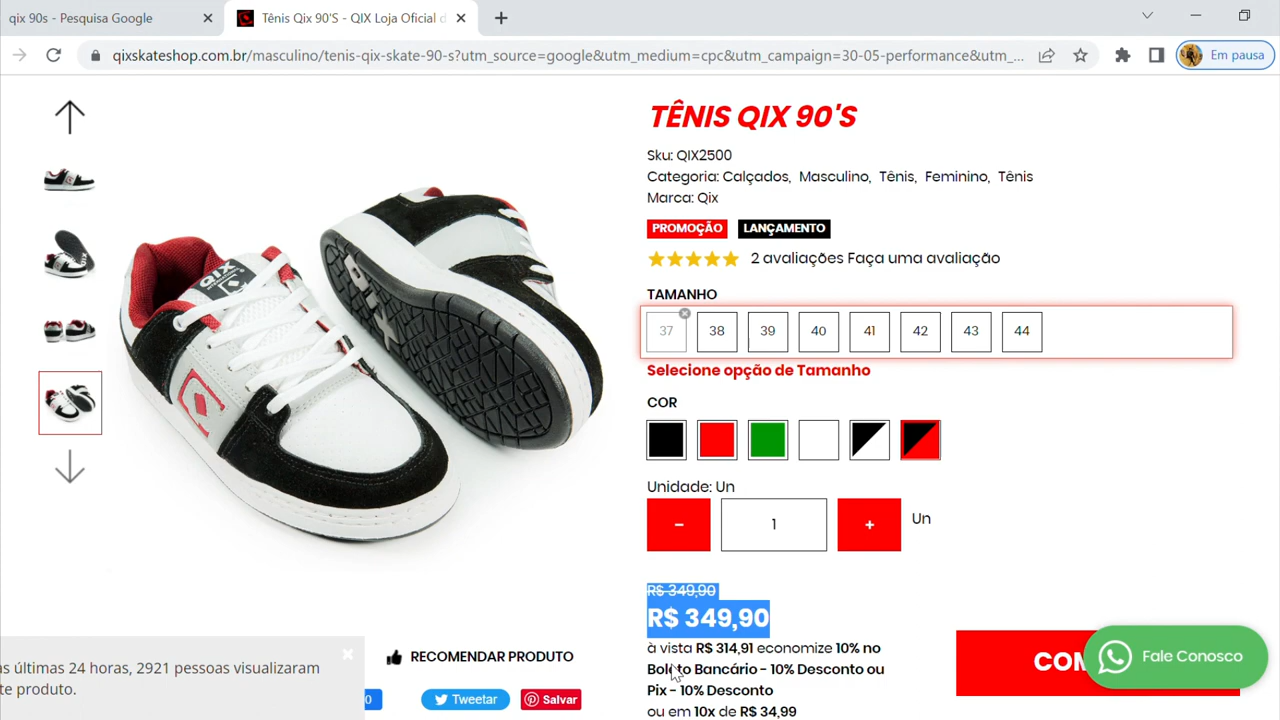 qix 90s - Pesquisa Google
Tênis Qix 90'S - QIX Loja Oficial d
qixskateshop.com.br/masculino/tenis-qix-skate-90-s?utm_source=google&utm_medium=cpc&utm_campaign=30-05-performance&utm_...
Em pausa
TÊNIS QIX 90'S
Sku: QIX2500
Categoria: Calçados, Masculino, Tênis, Feminino, Tênis
Marca: Qix
PROMOÇÃO LANÇAMENTO
2 avaliações Faça uma avaliação
TAMANHO
37 38 39 40 41 42 43 44
Selecione opção de Tamanho
COR
Unidade: Un
- 1 + Un
R$ 349,90
R$ 349,90
à vista R$ 314,91 economize 10% no
Boleto Bancário - 10% Desconto ou
Pix - 10% Desconto
ou em 10x de R$ 34,99
Fale Conosco
QIX
as últimas 24 horas, 2921 pessoas visualizaram
te produto.
RECOMENDAR PRODUTO
0 Tweetar Salvar